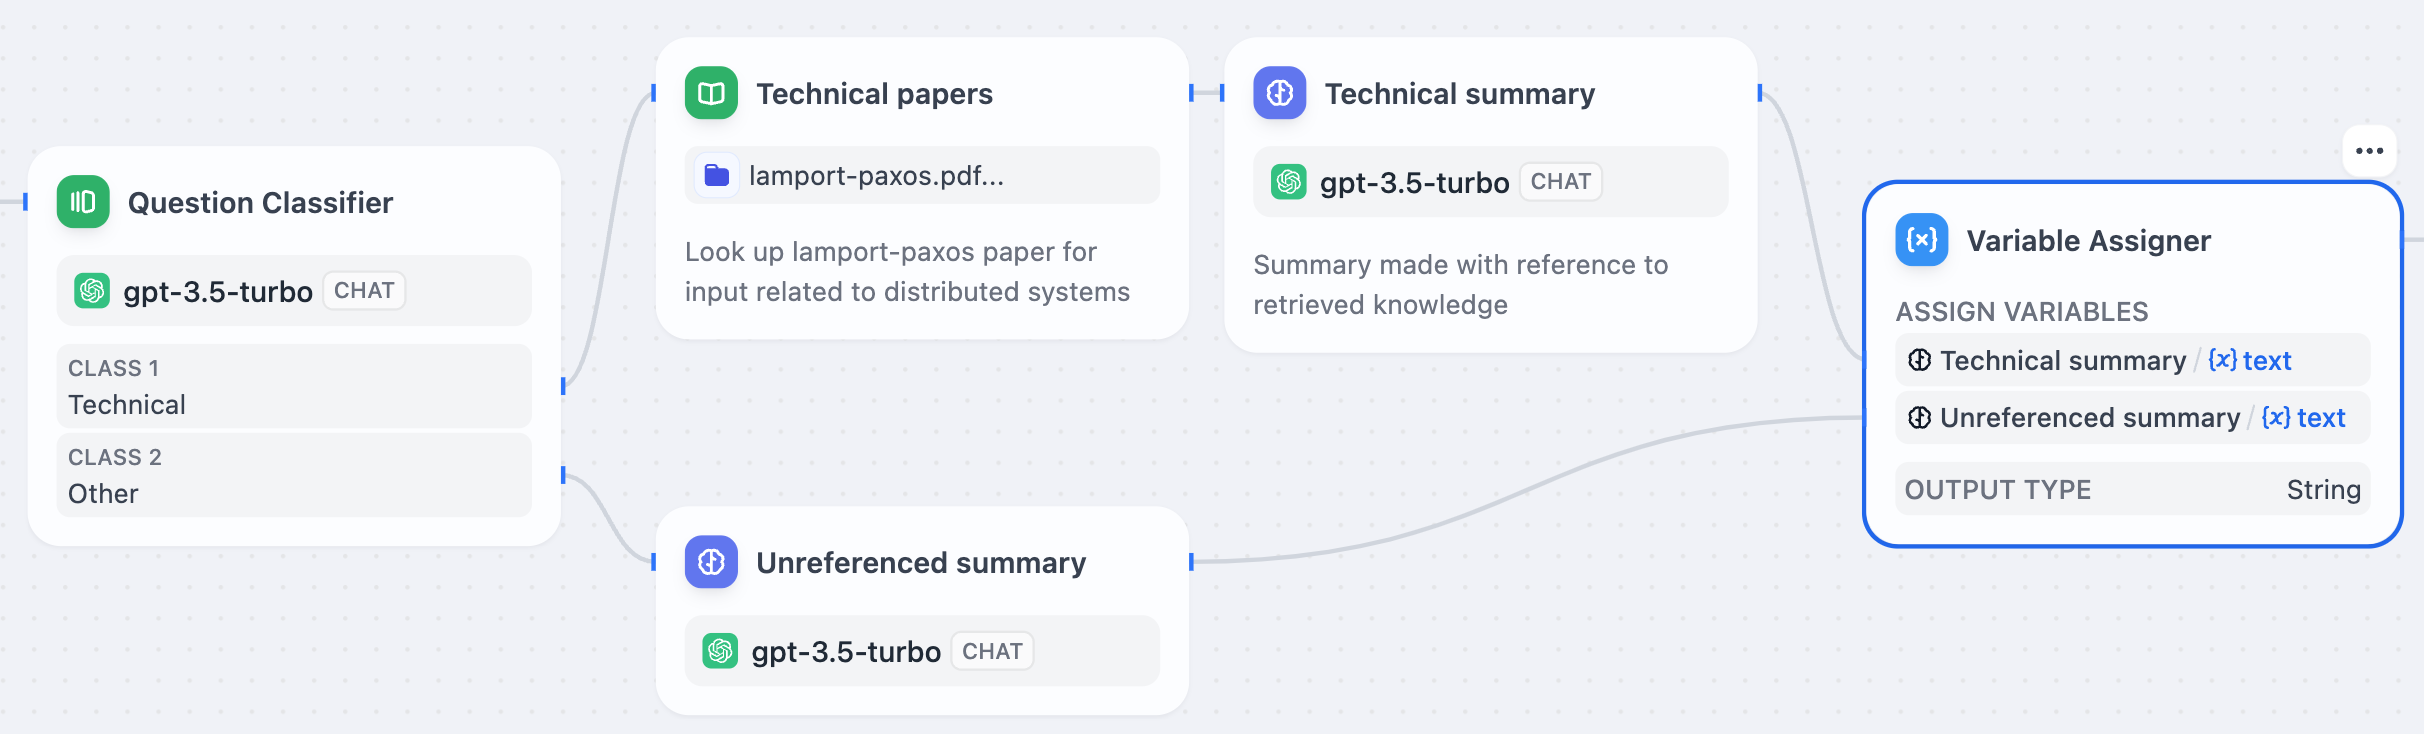 Question Classifier
gpt-3.5-turbo CHAT
CLASS 1
Technical
CLASS 2
Other
Technical papers
lamport-paxos.pdf...
Look up lamport-paxos paper for
input related to distributed systems
Technical summary
gpt-3.5-turbo CHAT
Summary made with reference to
retrieved knowledge
Unreferenced summary
gpt-3.5-turbo CHAT
Variable Assigner
ASSIGN VARIABLES
Technical summary / {x} text
Unreferenced summary / {x} text
OUTPUT TYPE String